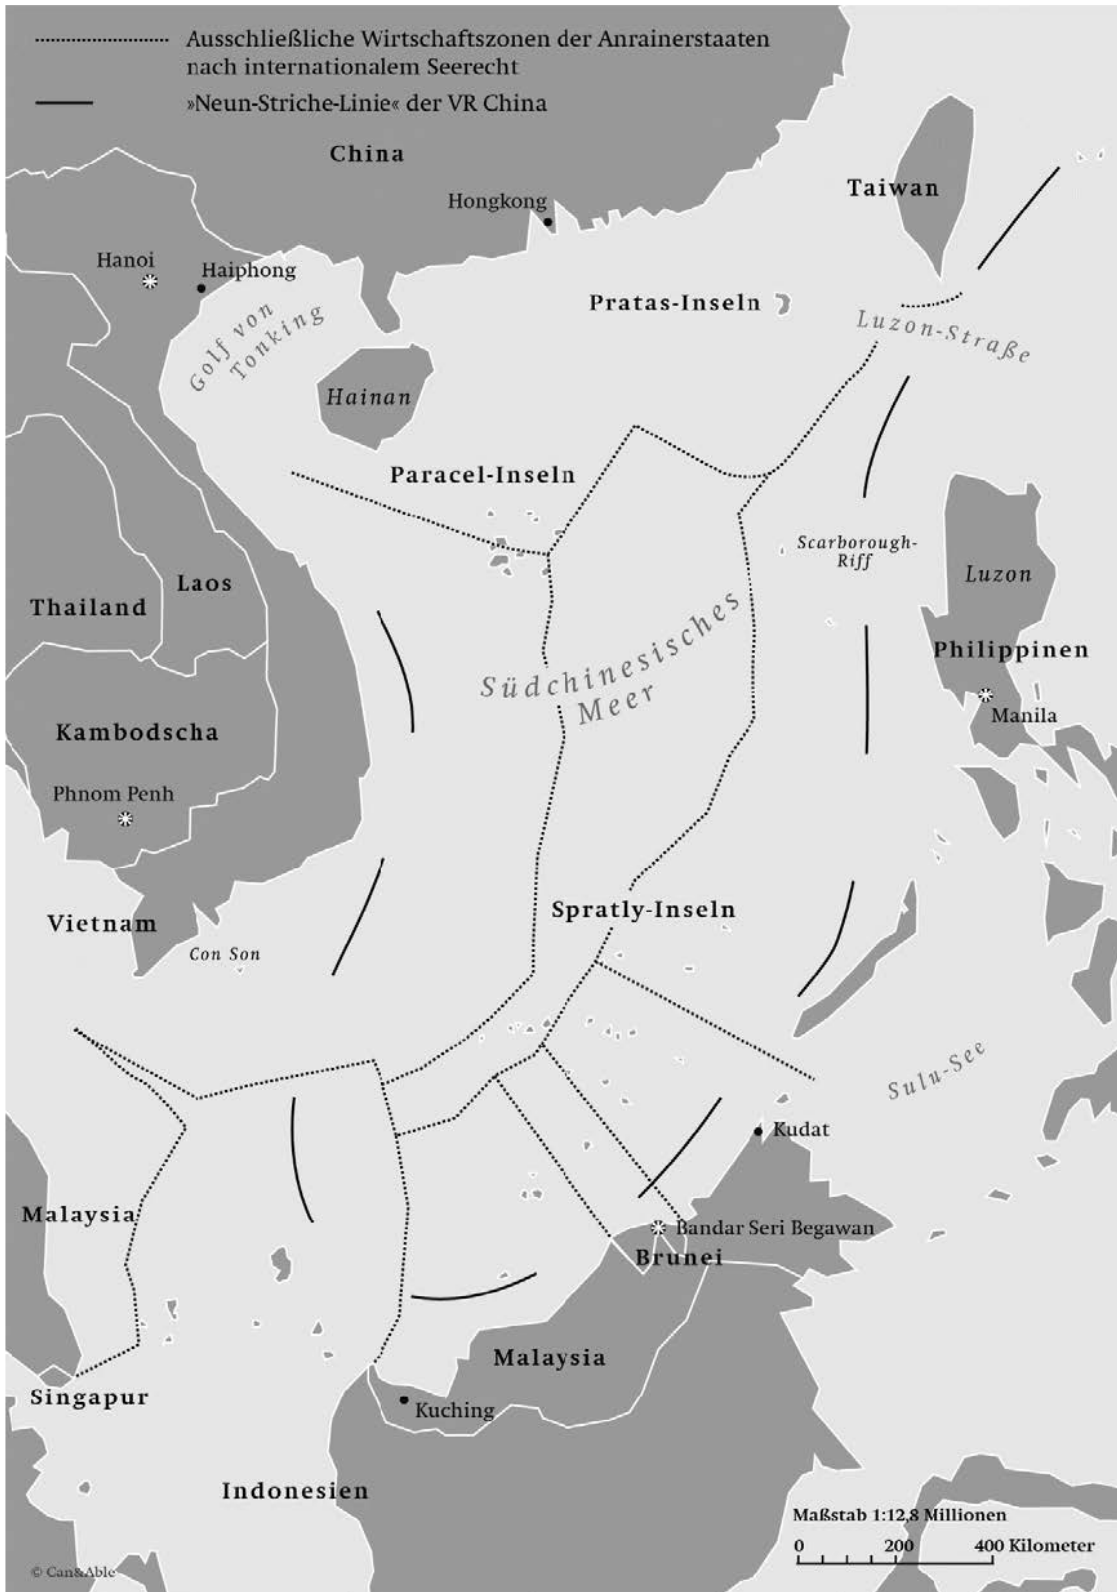 Ausschließliche Wirtschaftszonen der Anrainerstaaten
nach internationalem Seerecht
»Neun-Striche-Linie« der VR China
China
Hongkong
Taiwan
Hanoi
Haiphong
Golf von
Tonking
Pratas-Inseln
Luzon-Straße
Hainan
Paracel-Inseln
Scarborough-
Riff
Luzon
Laos
Thailand
Südchinesisches
Meer
Philippinen
Manila
Kambodscha
Phnom Penh
Spratly-Inseln
Vietnam
Con Son
Sulu-See
Kudat
Malaysia
Bandar Seri Begawan
Brunei
Malaysia
Singapur
Kuching
Indonesien
Maßstab 1:12,8 Millionen
0 200 400 Kilometer
© Can&Able